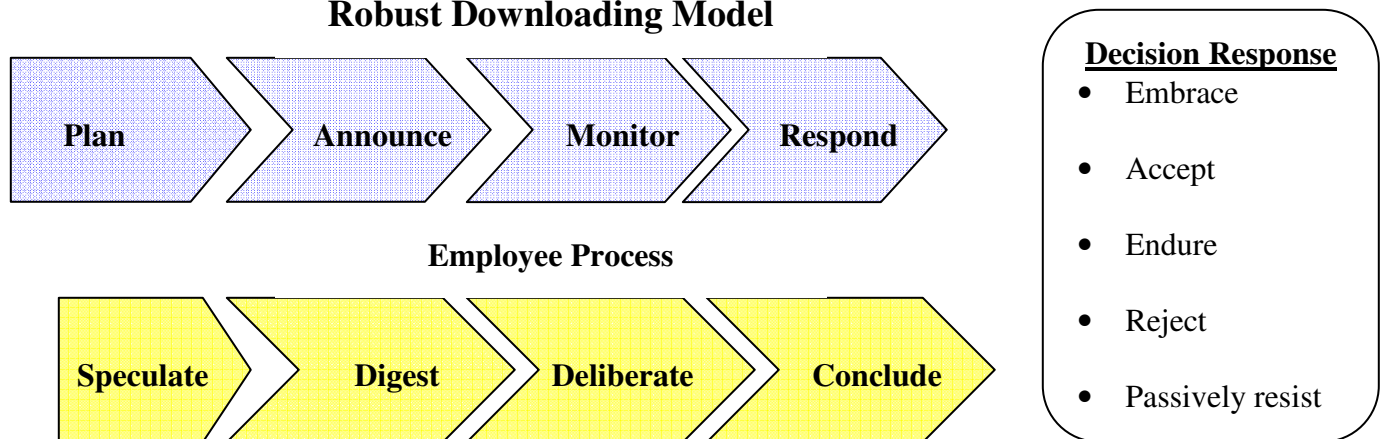 Robust Downloading Model
Plan
Announce
Monitor
Respond
Employee Process
Speculate
Digest
Deliberate
Conclude
Decision Response
• Embrace
• Accept
• Endure
• Reject
• Passively resist